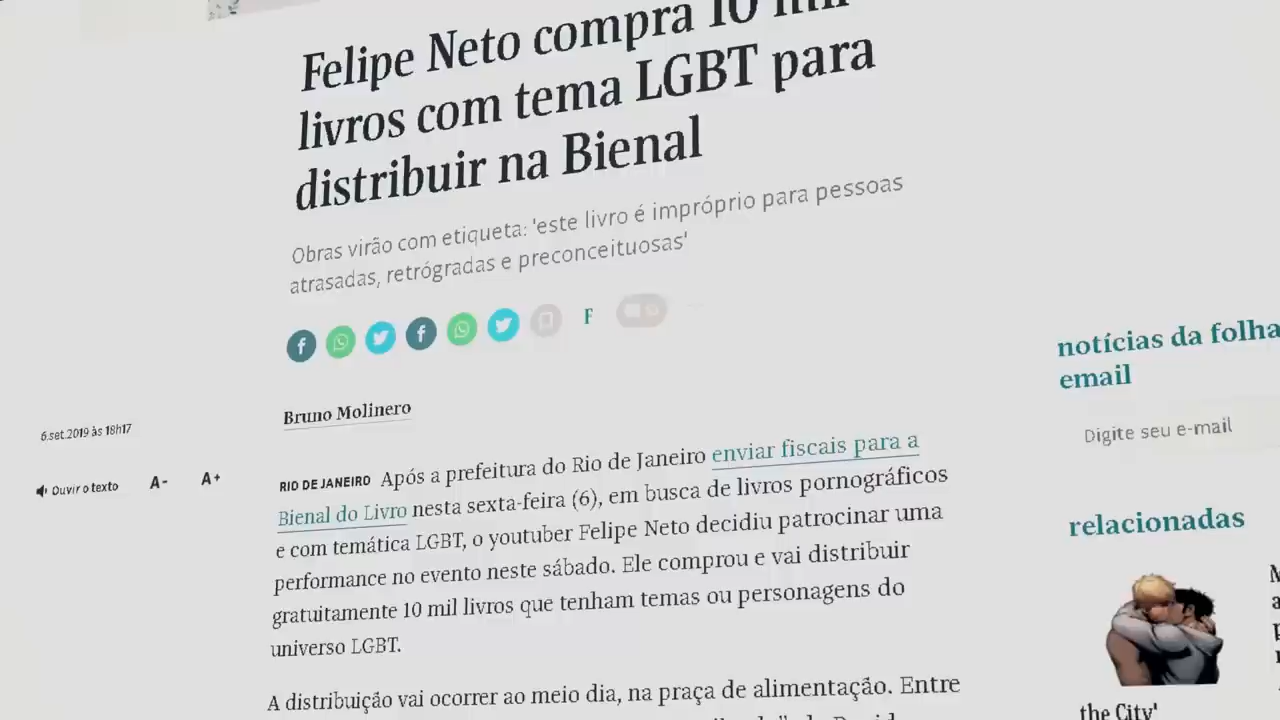 Felipe Neto compra 10 mil
livros com tema LGBT para
distribuir na Bienal
Obras virão com etiqueta: 'este livro é impróprio para pessoas
atrasadas, retrógradas e preconceituosas'
F
Bruno Molinero
6.set.2019 às 18h17
Ouvir o texto A- A+
RIO DE JANEIRO Após a prefeitura do Rio de Janeiro enviar fiscais para a
Bienal do Livro nesta sexta-feira (6), em busca de livros pornográficos
e com temática LGBT, o youtuber Felipe Neto decidiu patrocinar uma
performance no evento neste sábado. Ele comprou e vai distribuir
gratuitamente 10 mil livros que tenham temas ou personagens do
universo LGBT.
A distribuição vai ocorrer ao meio dia, na praça de alimentação. Entre
notícias da folha
email
Digite seu e-mail
relacionadas
the City'